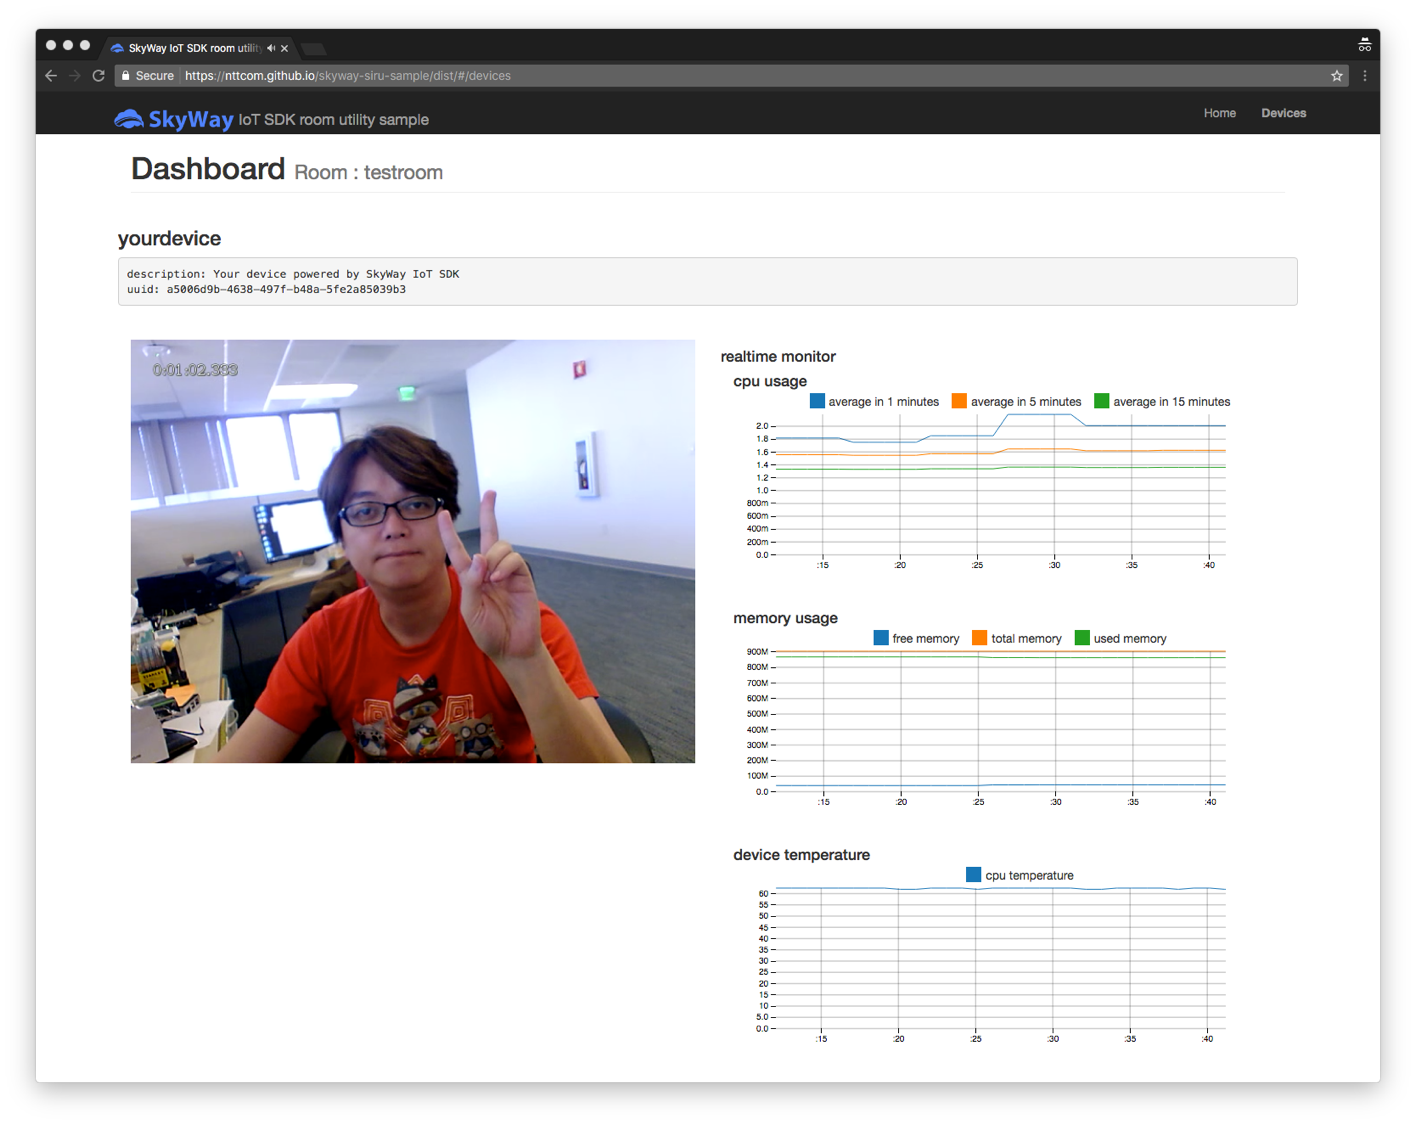 SkyWay IoT SDK room utilit
Secure https://nttcom.github.io/skyway-siru-sample/dist/#/devices
SkyWay IoT SDK room utility sample
Home Devices
Dashboard Room : testroom
yourdevice
description: Your device powered by SkyWay IoT SDK
uuid: a5006d9b-4638-497f-b48a-5fe2a85039b3
0:01:02.333
realtime monitor
cpu usage
average in 1 minutes average in 5 minutes average in 15 minutes
2.0
1.8
1.6
1.4
1.2
1.0
800m
600m
400m
200m
0.0
:15 :20 :25 :30 :35 :40
memory usage
free memory total memory used memory
900M
800M
700M
600M
500M
400M
300M
200M
100M
0.0
:15 :20 :25 :30 :35 :40
device temperature
cpu temperature
60
55
50
45
40
35
30
25
20
15
10
5.0
0.0
:15 :20 :25 :30 :35 :40